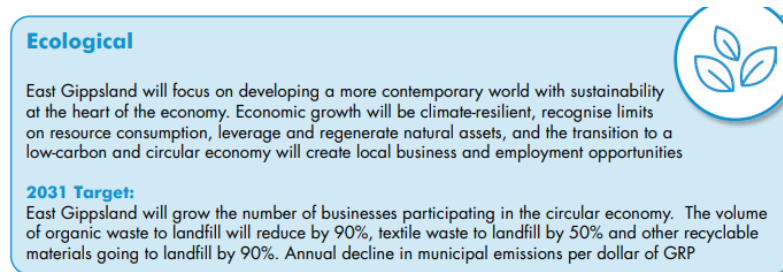 Ecological
East Gippsland will focus on developing a more contemporary world with sustainability
at the heart of the economy. Economic growth will be climate-resilient, recognise limits
on resource consumption, leverage and regenerate natural assets, and the transition to a
low-carbon and circular economy will create local business and employment opportunities
2031 Target:
East Gippsland will grow the number of businesses participating in the circular economy.  The volume
of organic waste to landfill will reduce by 90%, textile waste to landfill by 50% and other recyclable
materials going to landfill by 90%. Annual decline in municipal emissions per dollar of GRP